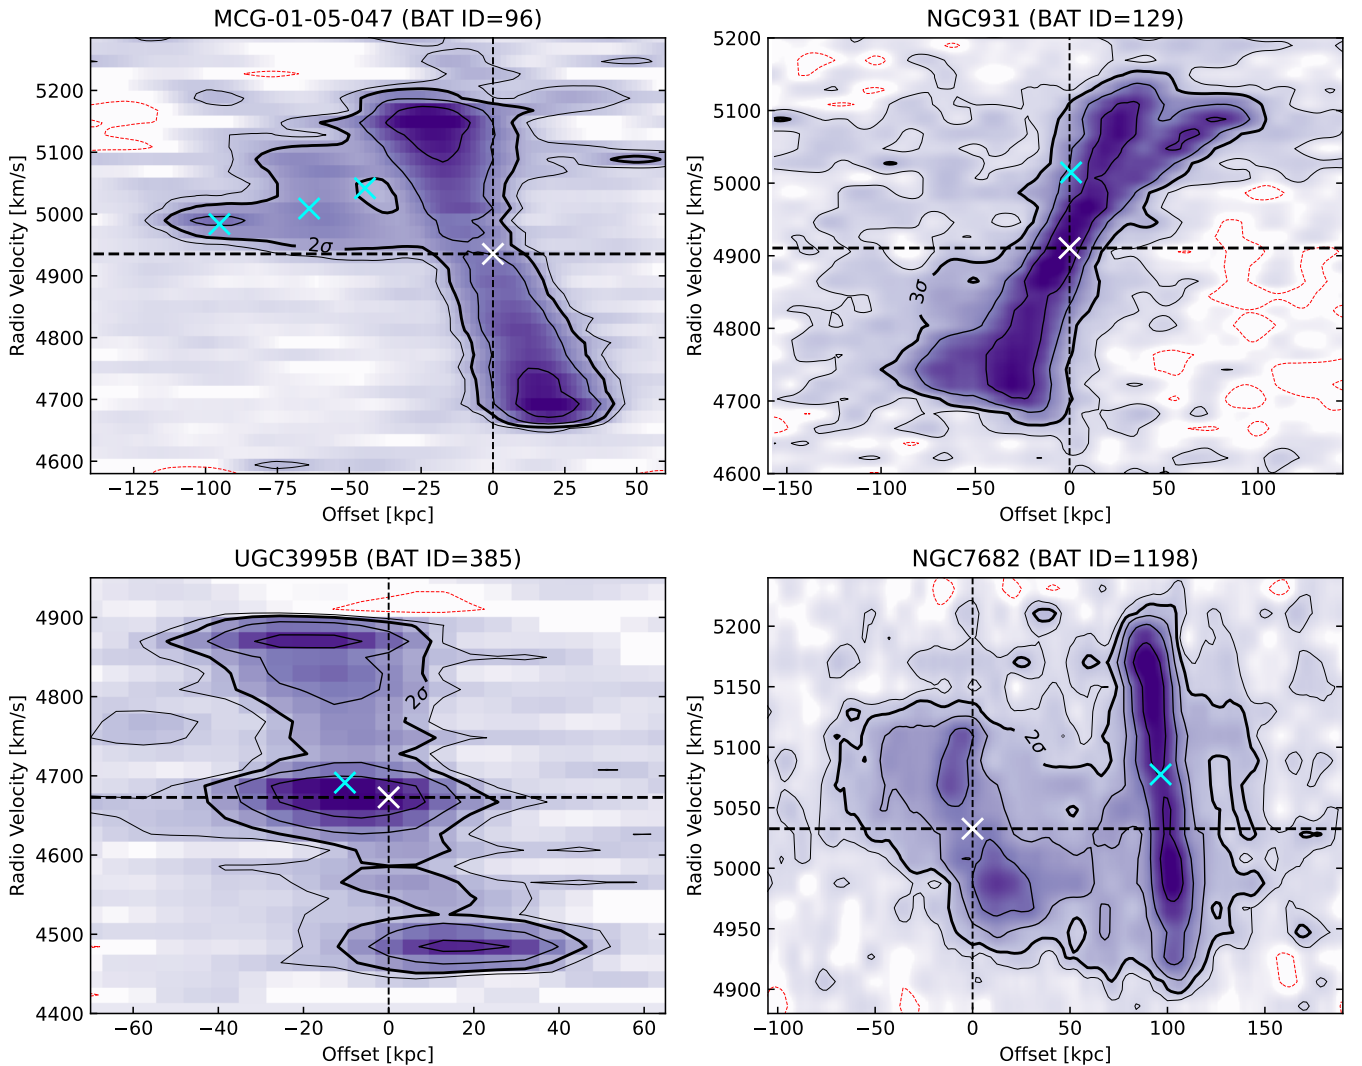 MCG-01-05-047 (BAT ID=96)
5200
5100
5000
4900
4800
4700
4600
Radio Velocity [km/s]
2σ
−125 −100 −75 −50 −25 0 25 50
Offset [kpc]
NGC931 (BAT ID=129)
5200
5100
5000
4900
4800
4700
4600
Radio Velocity [km/s]
3σ
−150 −100 −50 0 50 100
Offset [kpc]
UGC3995B (BAT ID=385)
4900
4800
4700
4600
4500
4400
Radio Velocity [km/s]
2σ
−60 −40 −20 0 20 40 60
Offset [kpc]
NGC7682 (BAT ID=1198)
5200
5150
5100
5050
5000
4950
4900
Radio Velocity [km/s]
2σ
−100 −50 0 50 100 150
Offset [kpc]